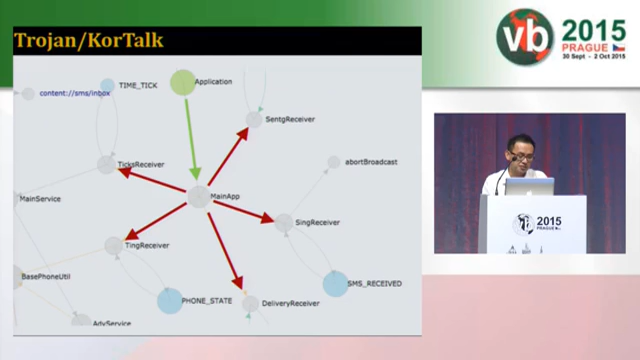 Trojan/KorTalk
vb
2015
PRAGUE
30 Sept - 2 Oct 2015
content://sms/inbox
TIME_TICK
Application
SentgReceiver
abortBroadcast
TicksReceiver
MainService
MainApp
SingReceiver
TingReceiver
BasePhoneUtil
PHONE_STATE
SMS_RECEIVED
DeliveryReceiver
AdvService
vb
2015
PRAGUE